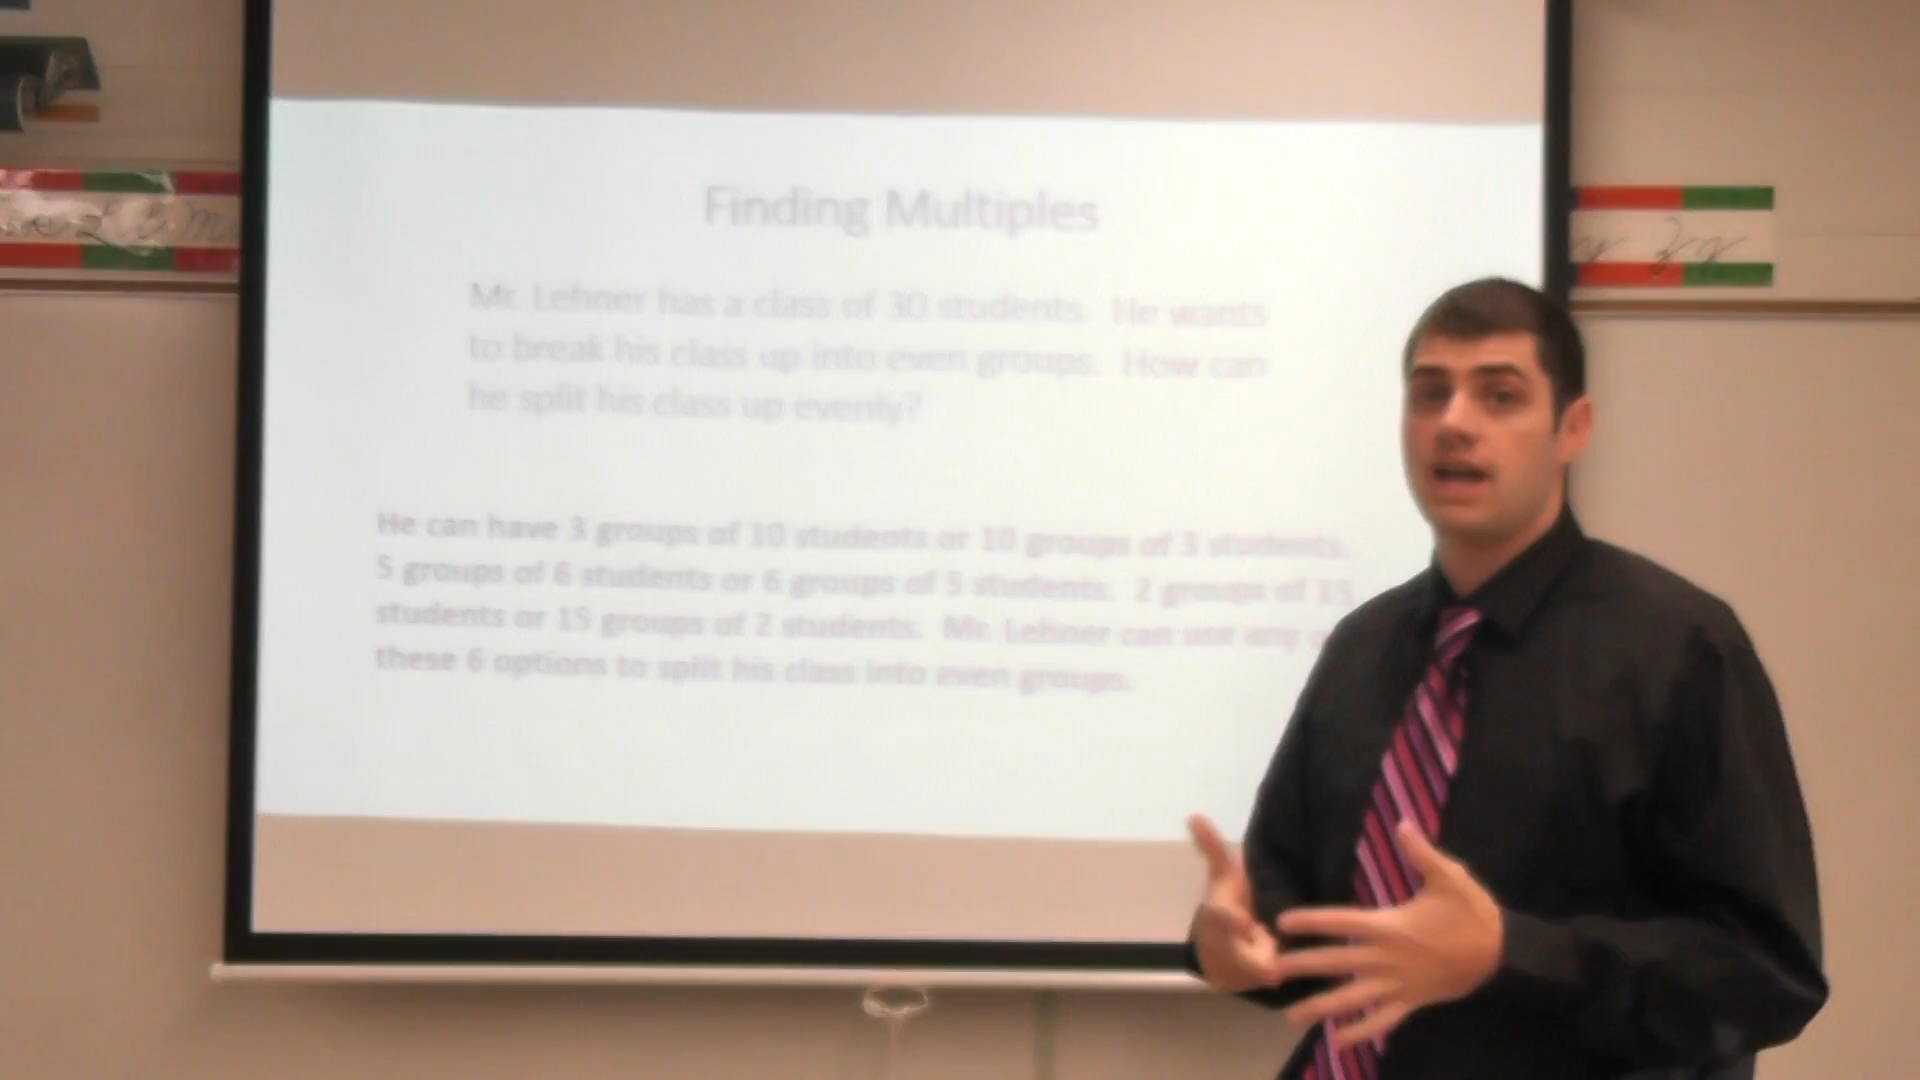 Finding Multiples
Mr. Lehner has a class of 30 students. He wants
to break his class up into even groups. How can
he split his class up evenly?
He can have 3 groups of 10 students or 10 groups of 3 students.
5 groups of 6 students or 6 groups of 5 students. 2 groups of 15
students or 15 groups of 2 students. Mr. Lehner can use any
these 6 options to split his class into even groups.